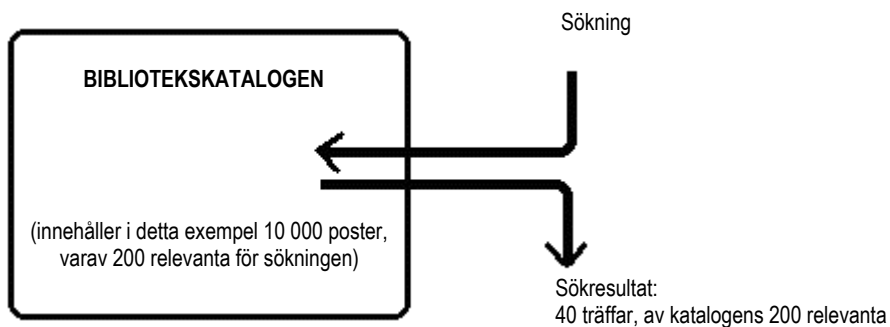 Sökning
BIBLIOTEKSKATALOGEN
(innehåller i detta exempel 10 000 poster,
varav 200 relevanta för sökningen)
Sökresultat:
40 träffar, av katalogens 200 relevanta